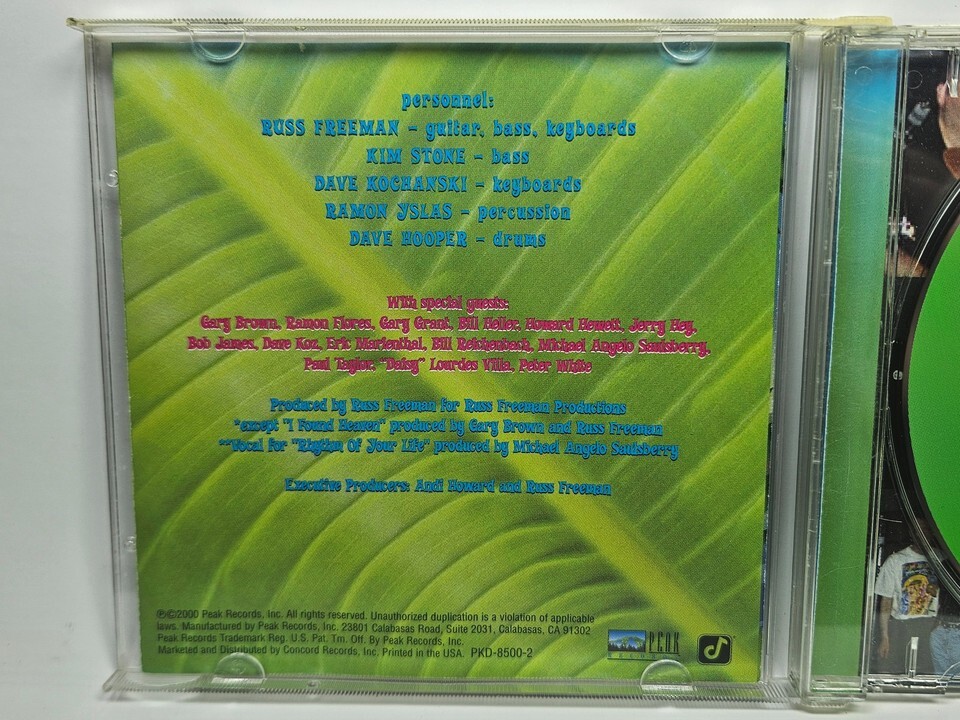 personnel:
RUSS FREEMAN – guitar, bass, keyboards
KIM STONE – bass
DAVE KOCHANSKI – keyboards
RAMON YSLAS – percussion
DAVE HOOPER – drums
With special guests:
Gary Brown, Ramon Flores, Gary Grant, Bill Heller, Howard Hewett, Jerry Hey,
Bob James, Dave Koz, Eric Marienthal, Bill Reichenbach, Michael Angelo Saulsberry,
Paul Taylor, "Daisy" Lourdes Villa, Peter White
Produced by Russ Freeman for Russ Freeman Productions
*except "I Found Heaven" produced by Gary Brown and Russ Freeman
**Vocal for "Rhythm Of Your Life" produced by Michael Angelo Saulsberry
Executive Producers: Andi Howard and Russ Freeman
℗©2000 Peak Records, Inc. All rights reserved. Unauthorized duplication is a violation of applicable
laws. Manufactured by Peak Records, Inc. 23801 Calabasas Road, Suite 2031, Calabasas, CA 91302
Peak Records Trademark Reg. U.S. Pat. Tm. Off. By Peak Records, Inc.
Marketed and Distributed by Concord Records, Inc. Printed in the USA. PKD-8500-2
PEAK
RECORDS